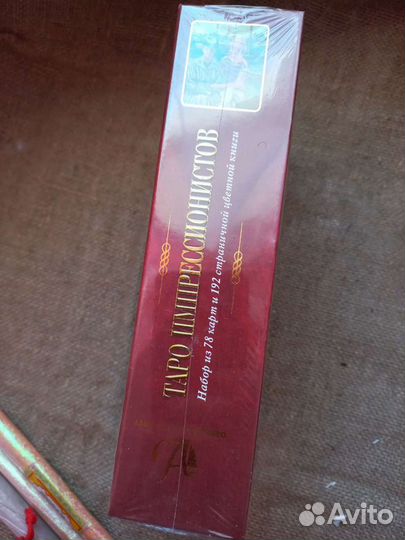 ТАРО ИМПРЕССИОНИСТОВ
Набор из 78 карт и 192 страничной цветной книги
Avito